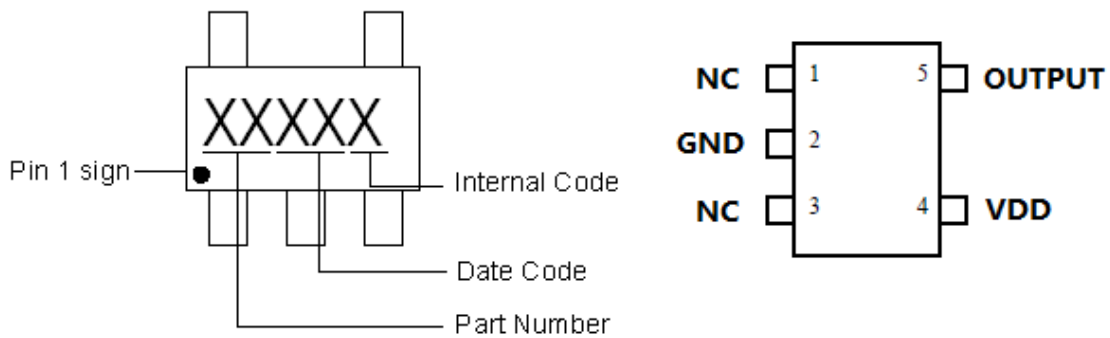 XXXXX
Pin 1 sign
Internal Code
Date Code
Part Number
NC 1 5 OUTPUT
GND 2
NC 3 4 VDD